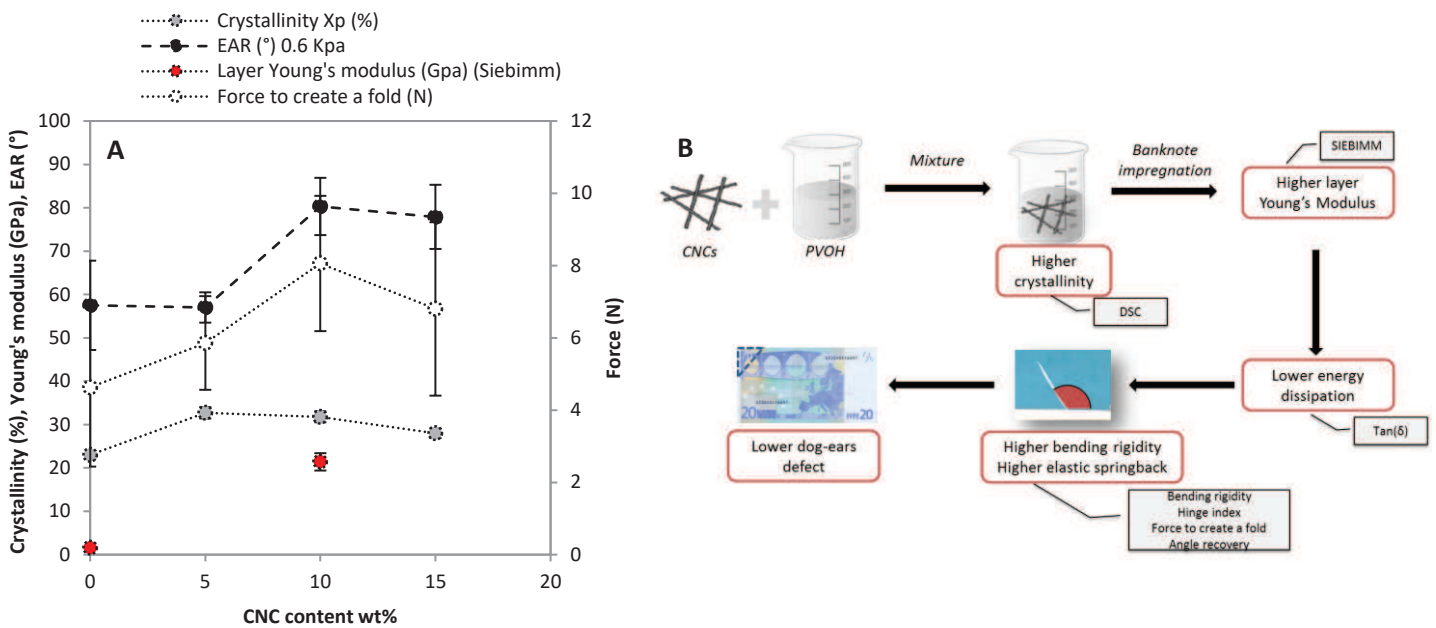 Crystallinity Xp (%)
EAR (°) 0.6 Kpa
Layer Young's modulus (Gpa) (Siebimm)
Force to create a fold (N)
A
Crystallinity (%), Young's modulus (GPa), EAR (°)
100
90
80
70
60
50
40
30
20
10
0
12
10
8
6
4
2
0
Force (N)
0
5
10
15
20
CNC content wt%
B
CNCs
PVOH
Mixture
Higher
crystallinity
DSC
Banknote
impregnation
SIEBIMM
Higher layer
Young's Modulus
Lower energy
dissipation
Tan(δ)
Higher bending rigidity
Higher elastic springback
Bending rigidity
Hinge index
Force to create a fold
Angle recovery
20
20
Lower dog-ears
defect